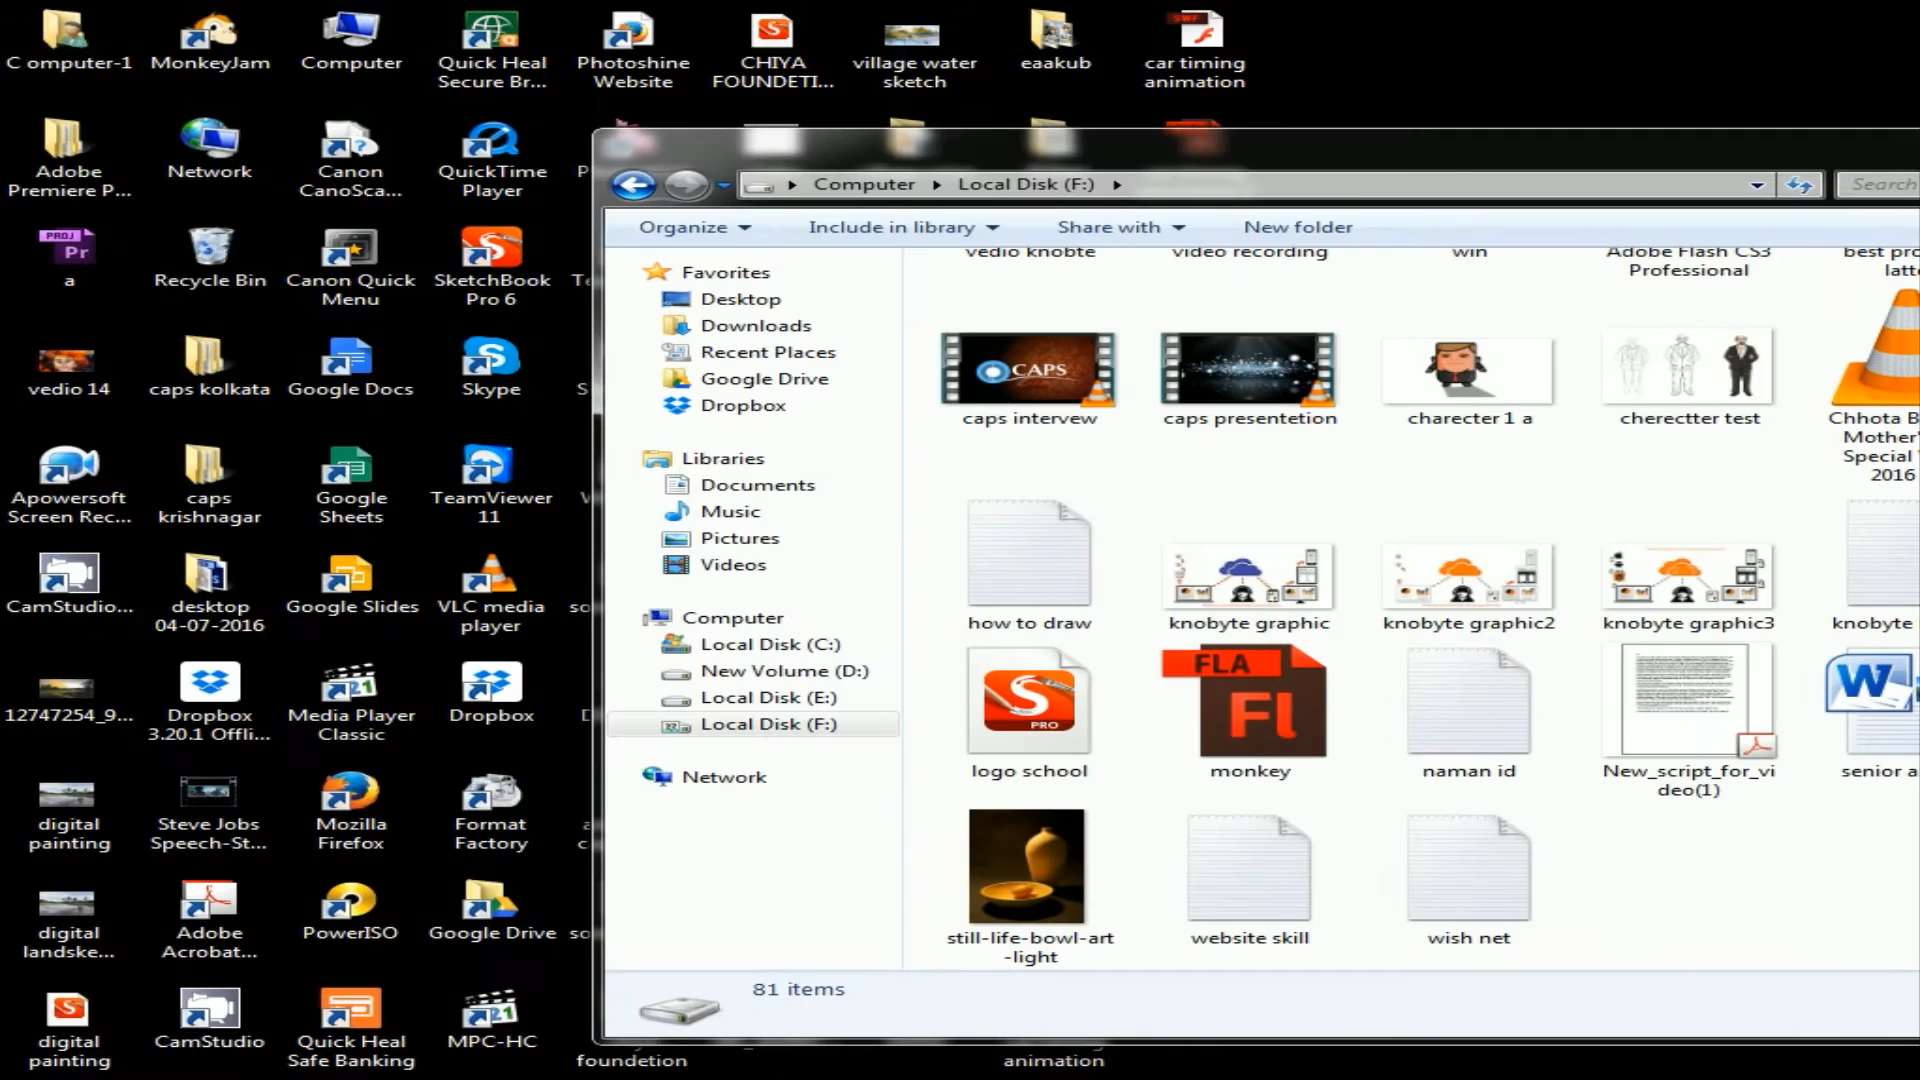 C omputer-1
MonkeyJam
Computer
Quick Heal
Secure Br...
Photoshine
Website
CHIYA
FOUNDETI...
village water
sketch
eaakub
SWF
car timing
animation
Adobe
Premiere P...
Network
Canon
CanoSca...
QuickTime
Player
PROJ
Pr
a
Recycle Bin
Canon Quick
Menu
SketchBook
Pro 6
vedio 14
caps kolkata
Google Docs
Skype
Apowersoft
Screen Rec...
caps
krishnagar
Google
Sheets
TeamViewer
11
CamStudio...
desktop
04-07-2016
Google Slides
VLC media
player
12747254_9...
Dropbox
3.20.1 Offli...
Media Player
Classic
Dropbox
digital
painting
Steve Jobs
Speech-St...
Mozilla
Firefox
Format
Factory
digital
landske...
Adobe
Acrobat...
PowerISO
Google Drive
digital
painting
CamStudio
Quick Heal
Safe Banking
MPC-HC
foundetion
animation
Computer
Local Disk (F:)
Search
Organize
Include in library
Share with
New folder
Favorites
Desktop
Downloads
Recent Places
Google Drive
Dropbox
Libraries
Documents
Music
Pictures
Videos
Computer
Local Disk (C:)
New Volume (D:)
Local Disk (E:)
Local Disk (F:)
Network
vedio knobte
video recording
win
Adobe Flash CS3
Professional
best pro
latt
CAPS
caps intervew
caps presentetion
charecter 1 a
cherectter test
Chhota B
Mother'
Special
2016
how to draw
knobyte graphic
knobyte graphic2
knobyte graphic3
knobyte
PRO
logo school
FLA
Fl
monkey
naman id
New_script_for_vi
deo(1)
W
senior a
still-life-bowl-art
-light
website skill
wish net
81 items